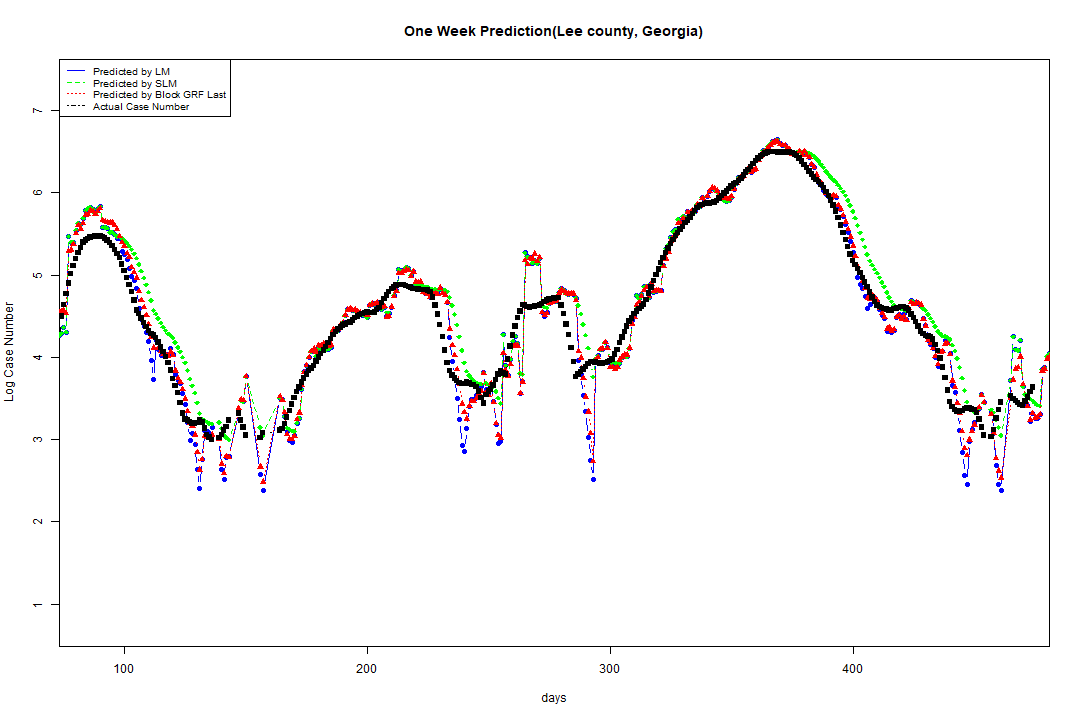 One Week Prediction(Lee county, Georgia)
Predicted by LM
Predicted by SLM
Predicted by Block GRF Last
Actual Case Number
7
6
5
4
3
2
1
Log Case Number
100 200 300 400
days